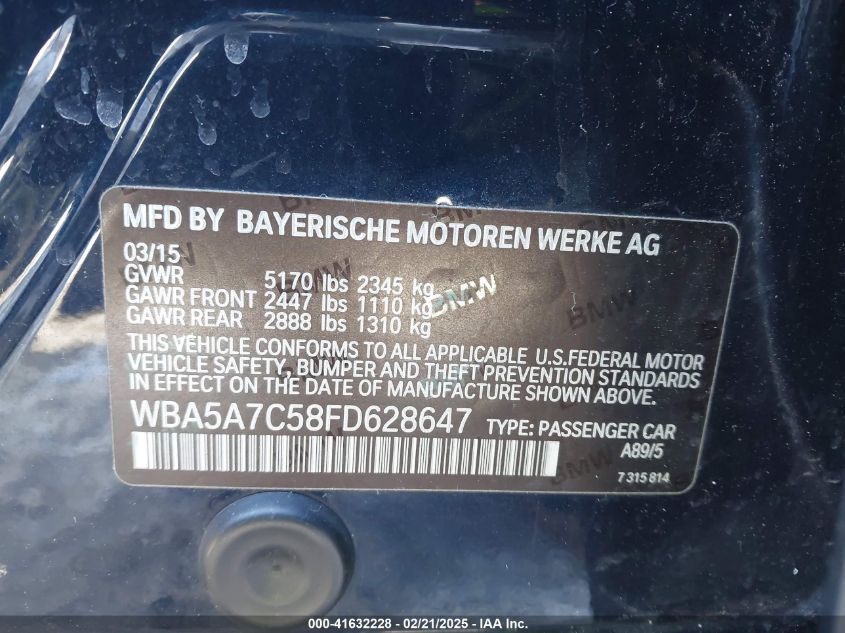 MFD BY BAYERISCHE MOTOREN WERKE AG
03/15
GVWR 5170 lbs 2345 kg
GAWR FRONT 2447 lbs 1110 kg
GAWR REAR 2888 lbs 1310 kg
BMW
BMW
THIS VEHICLE CONFORMS TO ALL APPLICABLE U.S.FEDERAL MOTOR
VEHICLE SAFETY, BUMPER AND THEFT PREVENTION STANDARDS
IN EFFECT ON THE DATE OF MANUFACTURE SHOWN ABOVE.
WBA5A7C58FD628647 TYPE: PASSENGER CAR
A89/5
BMW
7 315 814
000-41632228 - 02/21/2025 - IAA Inc.